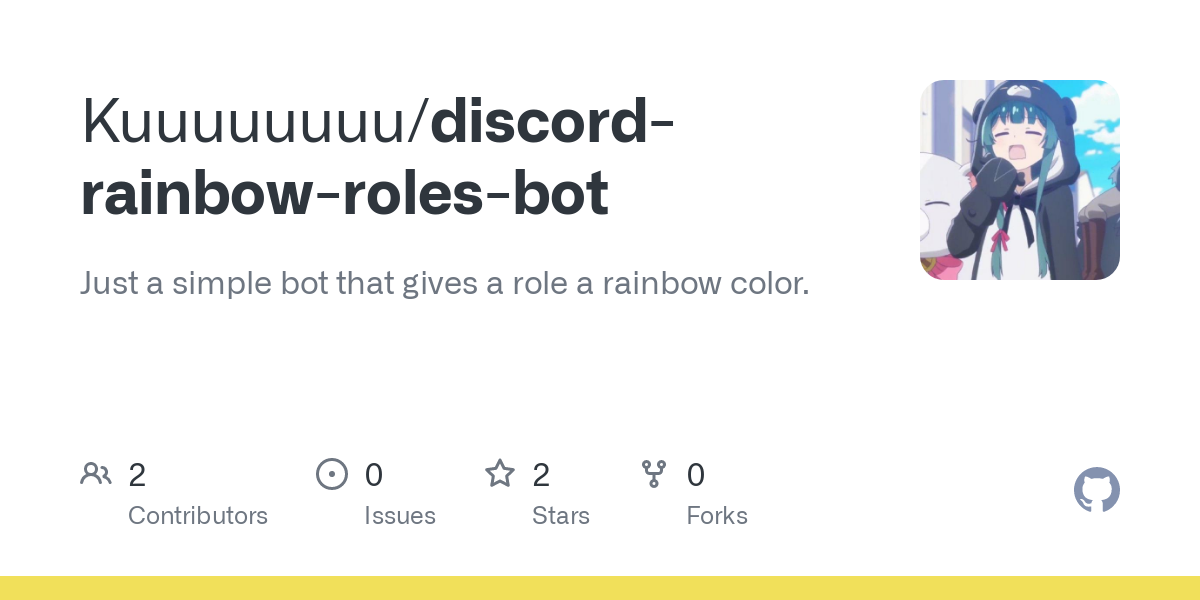 Kuuuuuuuu/discord-
rainbow-roles-bot
Just a simple bot that gives a role a rainbow color.
2 0 2 0
Contributors Issues Stars Forks